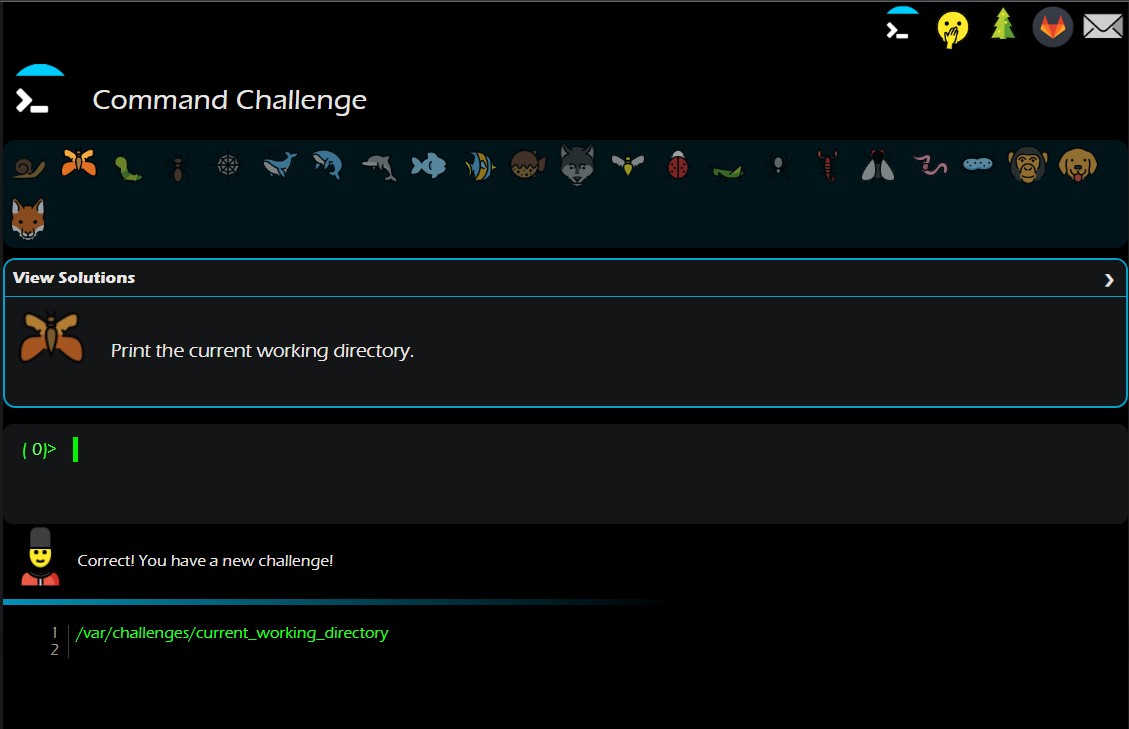 Command Challenge
View Solutions
Print the current working directory.
( 0)>
Correct! You have a new challenge!
1 /var/challenges/current_working_directory
2